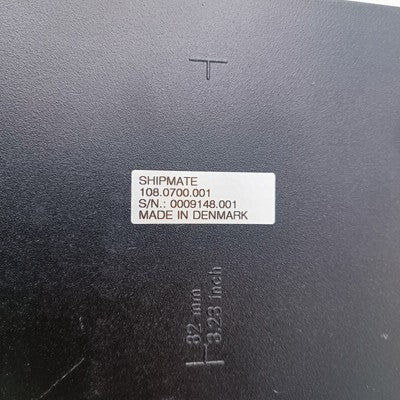 SHIPMATE
108.0700.001
S/N.: 0009148.001
MADE IN DENMARK
82 mm
3.23 inch